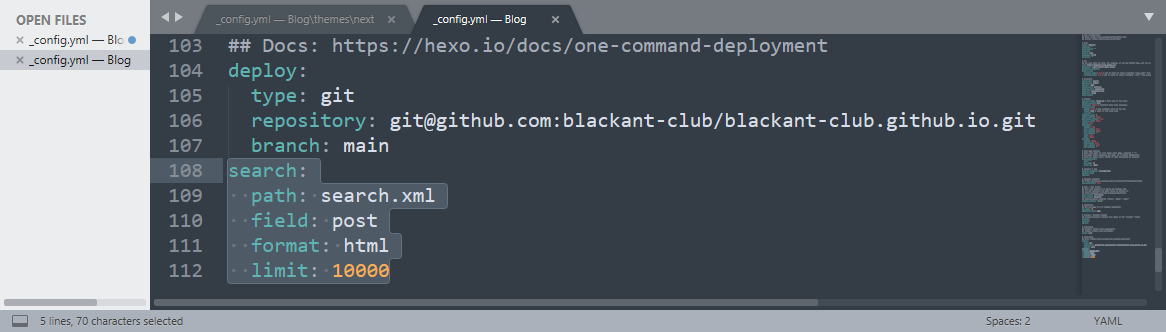 OPEN FILES
_config.yml — Blo
_config.yml — Blog
_config.yml — Blog\themes\next
_config.yml — Blog
103 ## Docs: https://hexo.io/docs/one-command-deployment
104 deploy:
105   type: git
106   repository: git@github.com:blackant-club/blackant-club.github.io.git
107   branch: main
108 search:
109   path: search.xml
110   field: post
111   format: html
112   limit: 10000
5 lines, 70 characters selected
Spaces: 2
YAML